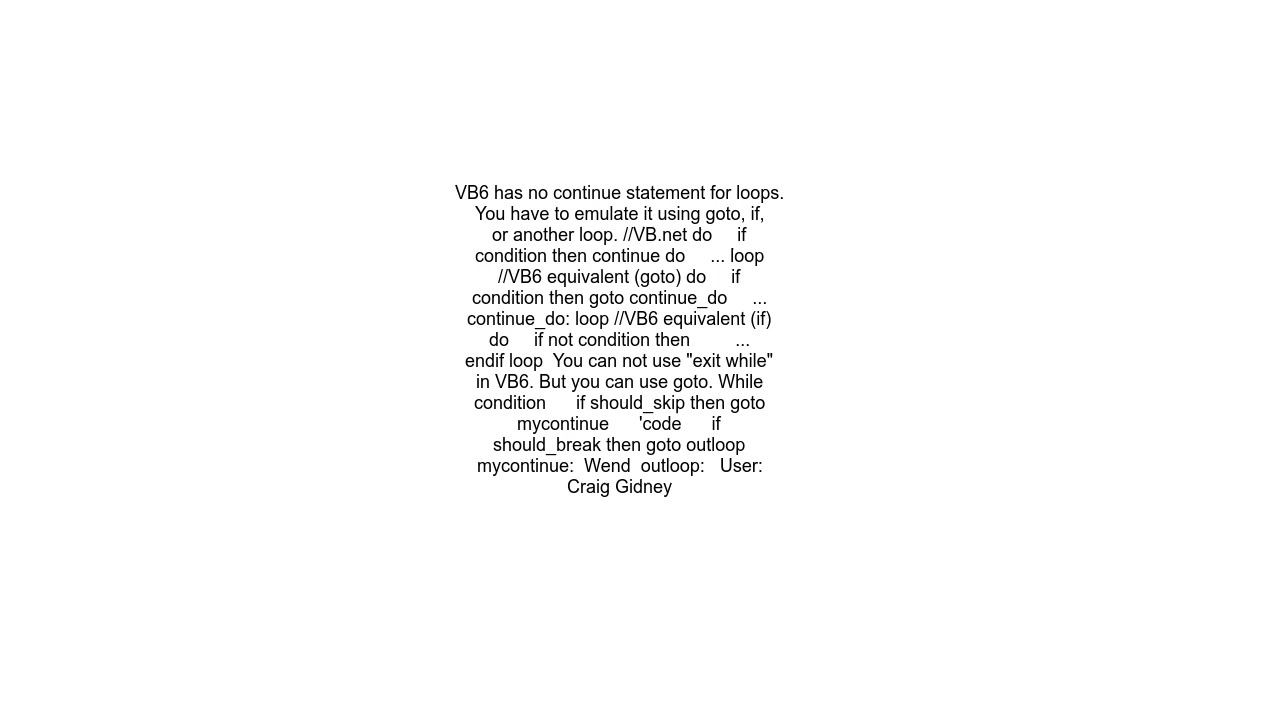 VB6 has no continue statement for loops.
You have to emulate it using goto, if,
or another loop. //VB.net do     if
condition then continue do     ... loop
//VB6 equivalent (goto) do     if
condition then goto continue_do     ...
continue_do: loop //VB6 equivalent (if)
do     if not condition then         ...
endif loop  You can not use "exit while"
in VB6. But you can use goto. While
condition      if should_skip then goto
mycontinue      'code      if
should_break then goto outloop
mycontinue:  Wend  outloop:   User:
Craig Gidney